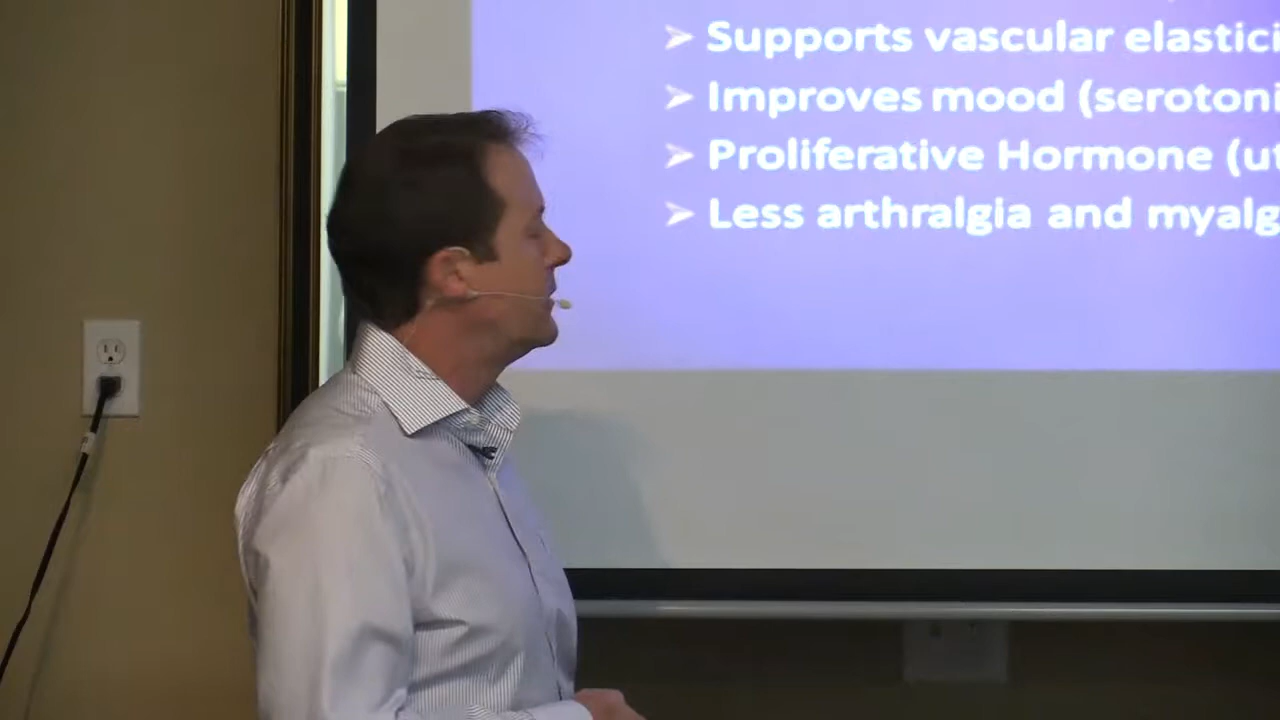 ➢ Supports vascular elastici
➢ Improves mood (serotoni
➢ Proliferative Hormone (ut
➢ Less arthralgia and myalg